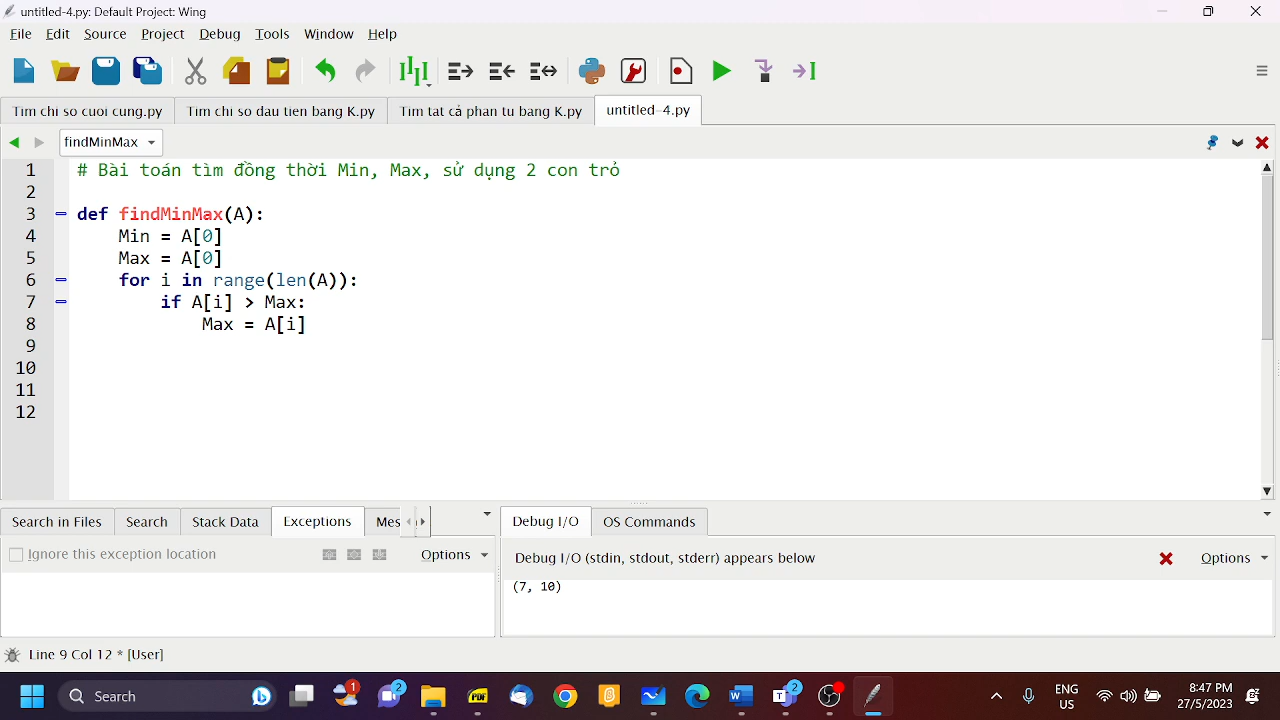 untitled-4.py: Default Project: Wing
File Edit Source Project Debug Tools Window Help
Tim chi so cuoi cung.py Tim chi so dau tien bang K.py Tim tat cả phan tu bang K.py untitled-4.py
findMinMax
1 # Bài toán tìm đồng thời Min, Max, sử dụng 2 con trỏ
2
3 def findMinMax(A):
4 Min = A[0]
5 Max = A[0]
6 for i in range(len(A)):
7 if A[i] > Max:
8 Max = A[i]
9
10
11
12
Search in Files Search Stack Data Exceptions Mes Debug I/O OS Commands
Ignore this exception location Options Debug I/O (stdin, stdout, stderr) appears below Options
(7, 10)
Line 9 Col 12 * [User]
Search 1 2 PDF 2 ENG US 8:47 PM 27/5/2023